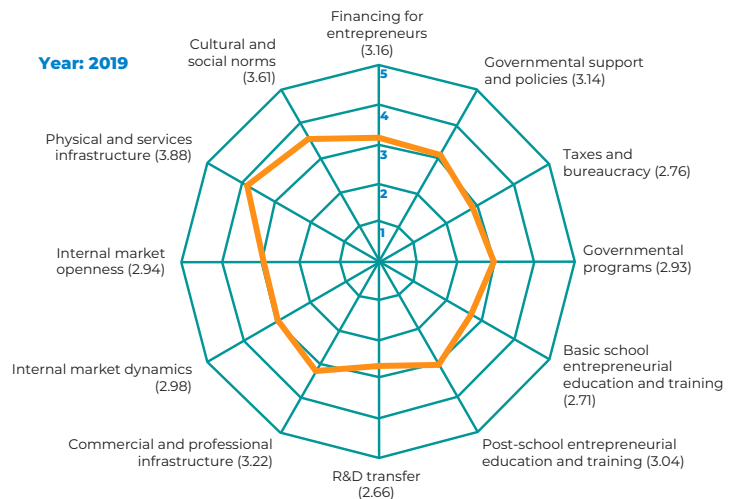 Year: 2019
Financing for
entrepreneurs
(3.16)
Governmental support
and policies (3.14)
Taxes and
bureaucracy (2.76)
Governmental
programs (2.93)
Basic school
entrepreneurial
education and training
(2.71)
Post-school entrepreneurial
education and training (3.04)
R&D transfer
(2.66)
Commercial and professional
infrastructure (3.22)
Internal market dynamics
(2.98)
Internal market
openness (2.94)
Physical and services
infrastructure (3.88)
Cultural and
social norms
(3.61)
5
4
3
2
1